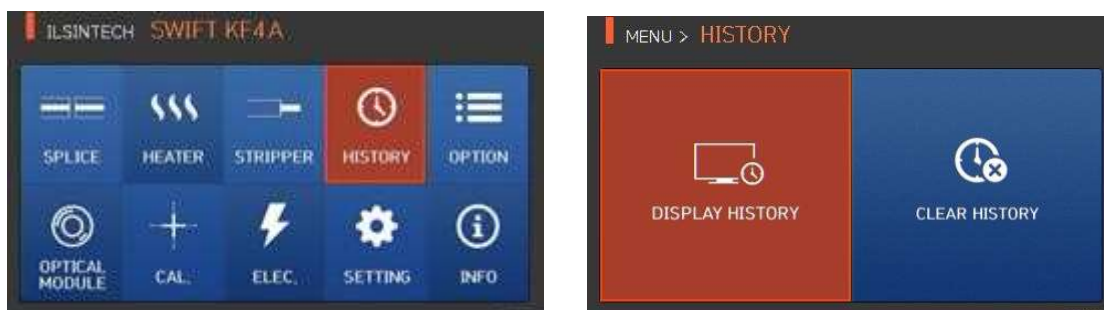 ILSINTECH SWIFT KF4A
SPLICE HEATER STRIPPER HISTORY OPTION
OPTICAL
MODULE CAL. ELEC. SETTING INFO
MENU > HISTORY
DISPLAY HISTORY CLEAR HISTORY